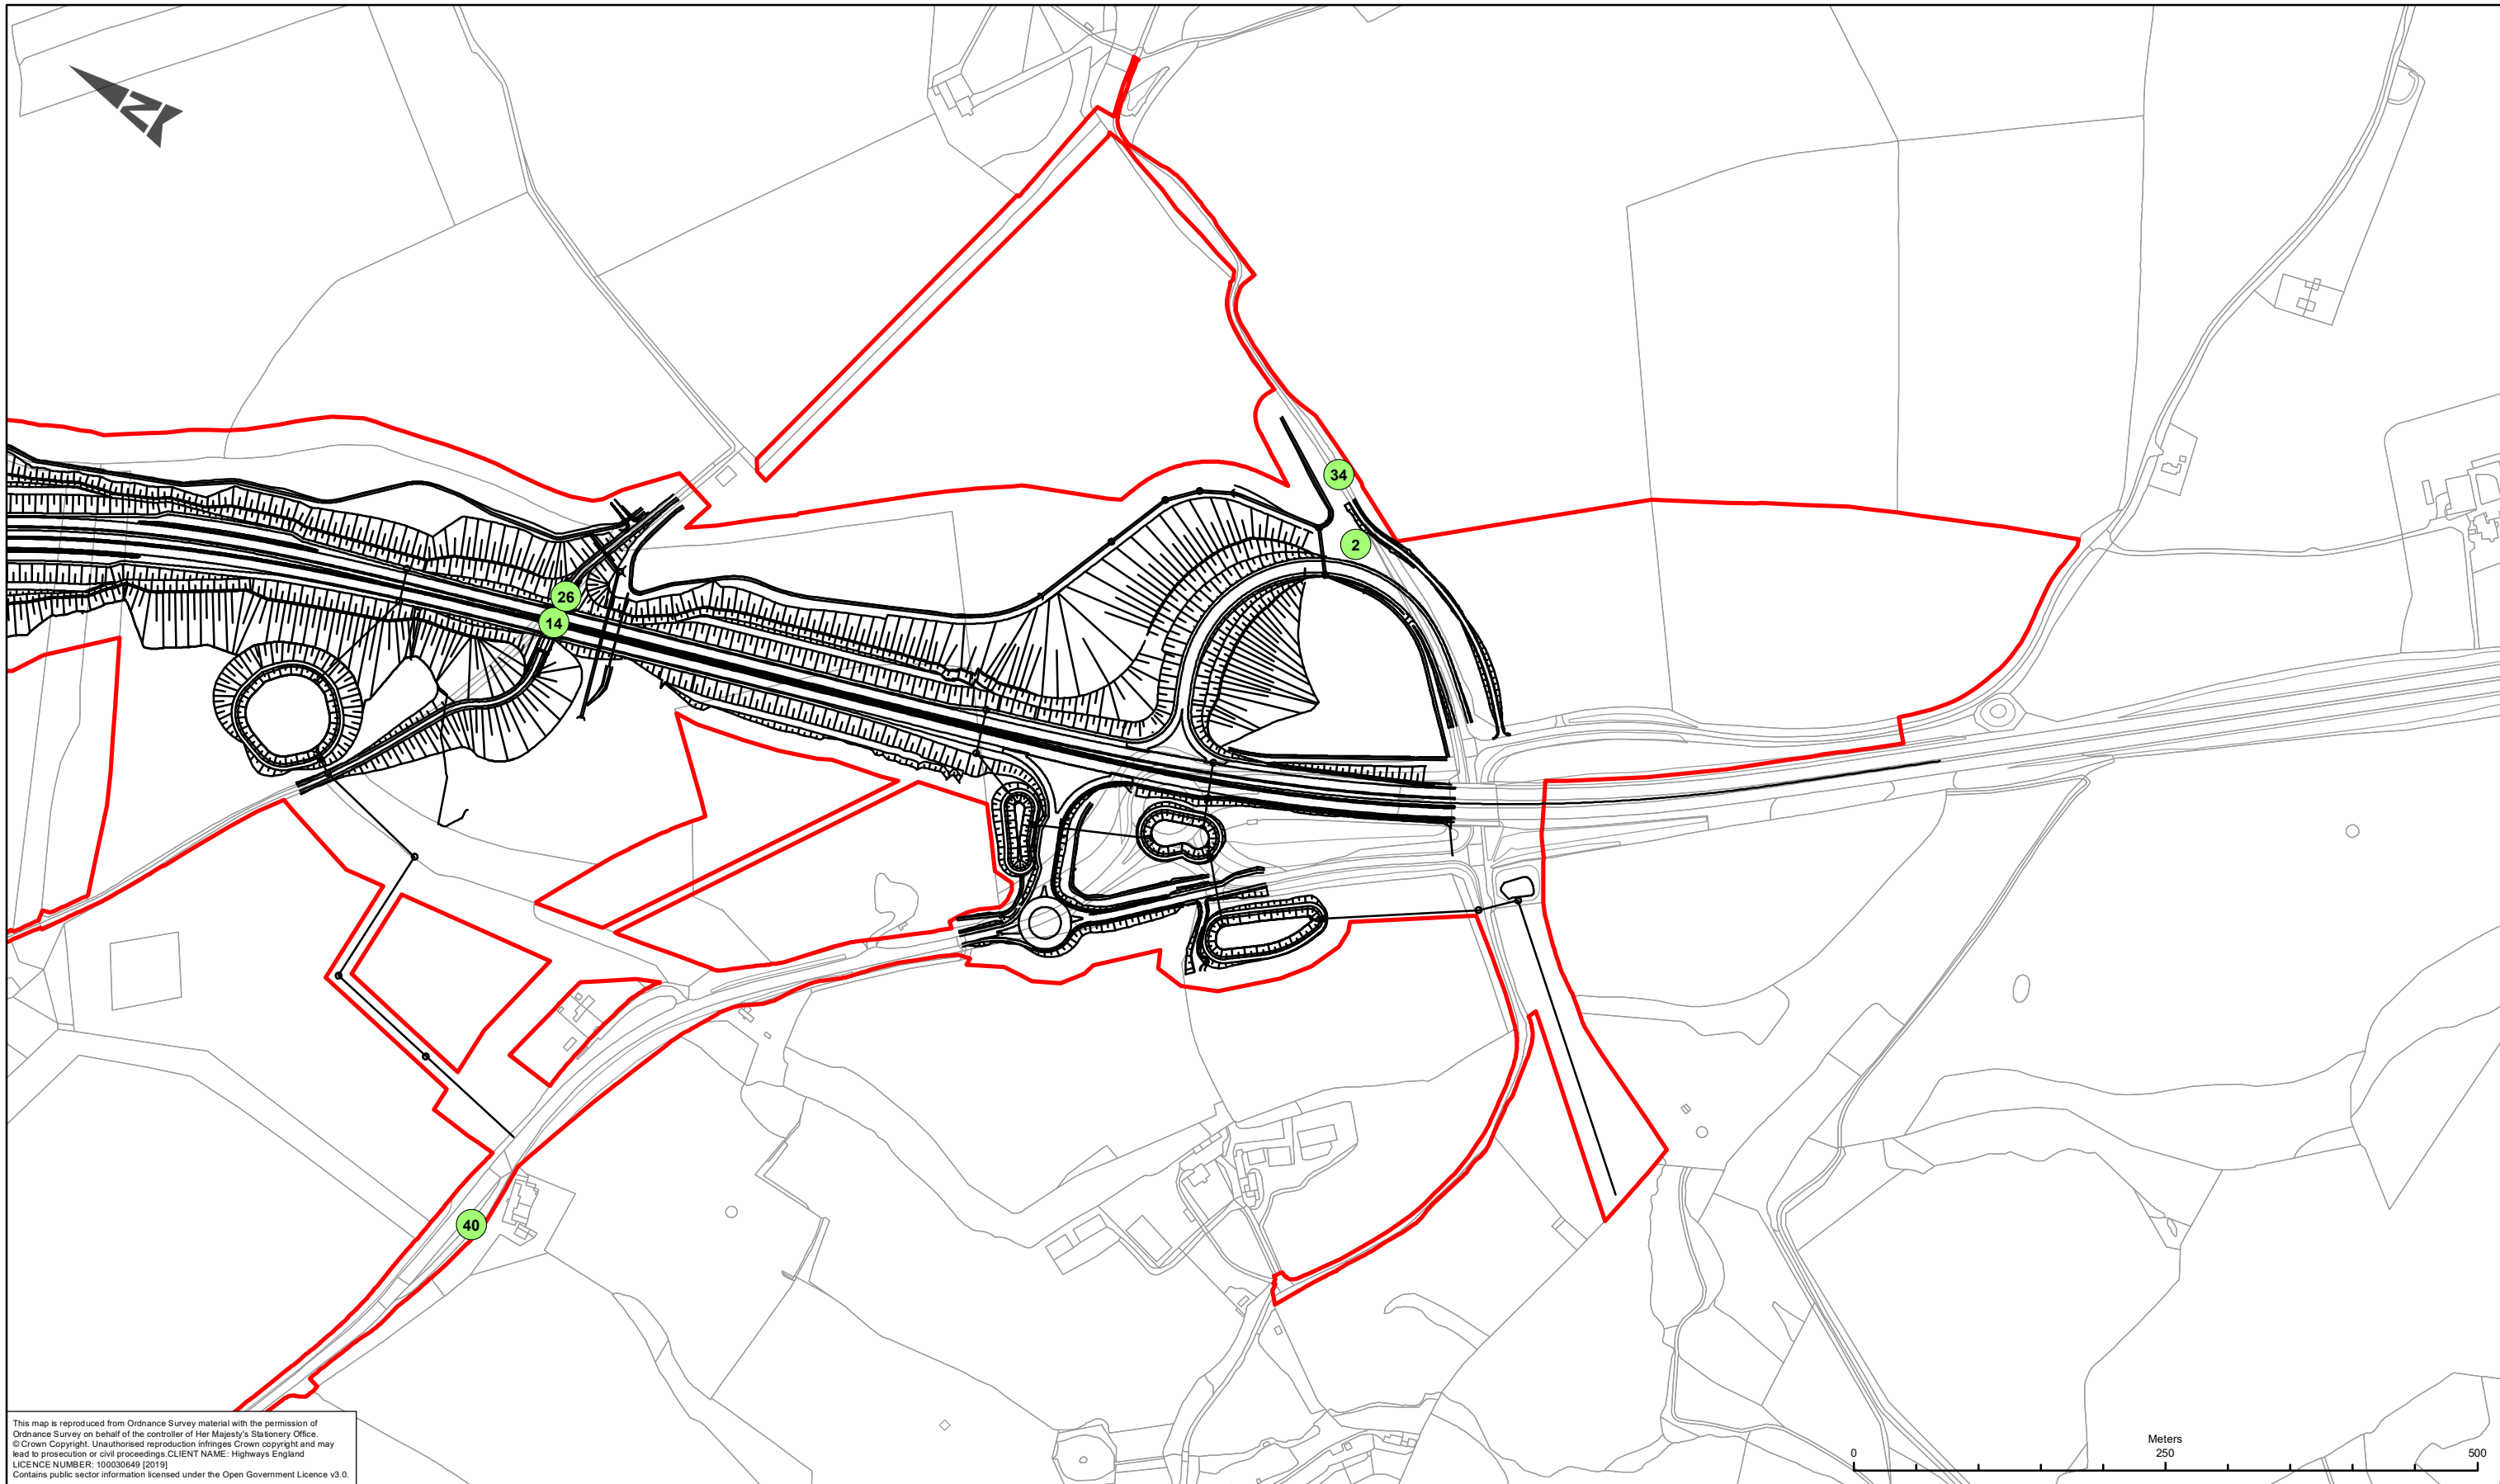 N
34
2
26
14
40
This map is reproduced from Ordnance Survey material with the permission of
Ordnance Survey on behalf of the controller of Her Majesty's Stationery Office.
© Crown Copyright. Unauthorised reproduction infringes Crown copyright and may
lead to prosecution or civil proceedings.CLIENT NAME: Highways England
LICENCE NUMBER: 100030649 [2019]
Contains public sector information licensed under the Open Government Licence v3.0.
Meters
0 250 500